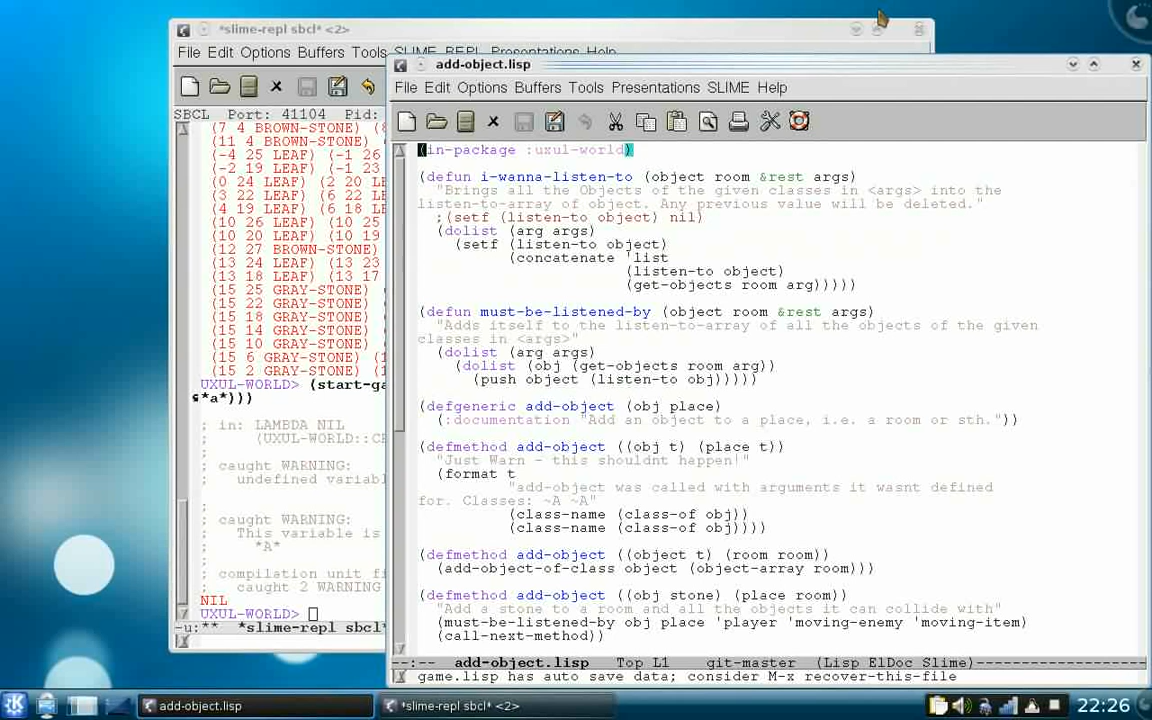 *slime-repl sbcl* <2>
File Edit Options Buffers Tools SLIME REPL Presentations Help
SBCL Port: 41104 Pid:
(7 4 BROWN-STONE) (
(11 4 BROWN-STONE)
(-4 25 LEAF) (-1 26
(-2 19 LEAF) (-1 23
(0 24 LEAF) (2 20 LE
(3 22 LEAF) (6 22 LE
(4 19 LEAF) (6 18 LE
(10 26 LEAF) (10 25
(10 20 LEAF) (10 19
(12 27 BROWN-STONE)
(13 24 LEAF) (13 23
(13 18 LEAF) (13 17
(15 25 GRAY-STONE) (
(15 22 GRAY-STONE) (
(15 18 GRAY-STONE) (
(15 14 GRAY-STONE) (
(15 10 GRAY-STONE) (
(15 6 GRAY-STONE) (1
(15 2 GRAY-STONE) (1
UXUL-WORLD> (start-ga
*a*)))
; in: LAMBDA NIL
; (UXUL-WORLD::CR
;
; caught WARNING:
; undefined variabl
;
;
; caught WARNING:
; This variable is
; *A*
;
; compilation unit fi
; caught 2 WARNING
NIL
UXUL-WORLD>
-u:** *slime-repl sbcl*
add-object.lisp
File Edit Options Buffers Tools Presentations SLIME Help
(in-package :uxul-world)
(defun i-wanna-listen-to (object room &rest args)
"Brings all the Objects of the given classes in <args> into the
listen-to-array of object. Any previous value will be deleted."
;(setf (listen-to object) nil)
(dolist (arg args)
(setf (listen-to object)
(concatenate 'list
(listen-to object)
(get-objects room arg)))))
(defun must-be-listened-by (object room &rest args)
"Adds itself to the listen-to-array of all the objects of the given
classes in <args>"
(dolist (arg args)
(dolist (obj (get-objects room arg))
(push object (listen-to obj)))))
(defgeneric add-object (obj place)
(:documentation "Add an object to a place, i.e. a room or sth."))
(defmethod add-object ((obj t) (place t))
"Just Warn - this shouldnt happen!"
(format t
"add-object was called with arguments it wasnt defined
for. Classes: ~A ~A"
(class-name (class-of obj))
(class-name (class-of obj))))
(defmethod add-object ((object t) (room room))
(add-object-of-class object (object-array room)))
(defmethod add-object ((obj stone) (place room))
"Add a stone to a room and all the objects it can collide with"
(must-be-listened-by obj place 'player 'moving-enemy 'moving-item)
(call-next-method))
--:--- add-object.lisp Top L1 git-master (Lisp ElDoc Slime)
game.lisp has auto save data; consider M-x recover-this-file
add-object.lisp
*slime-repl sbcl* <2>
22:26